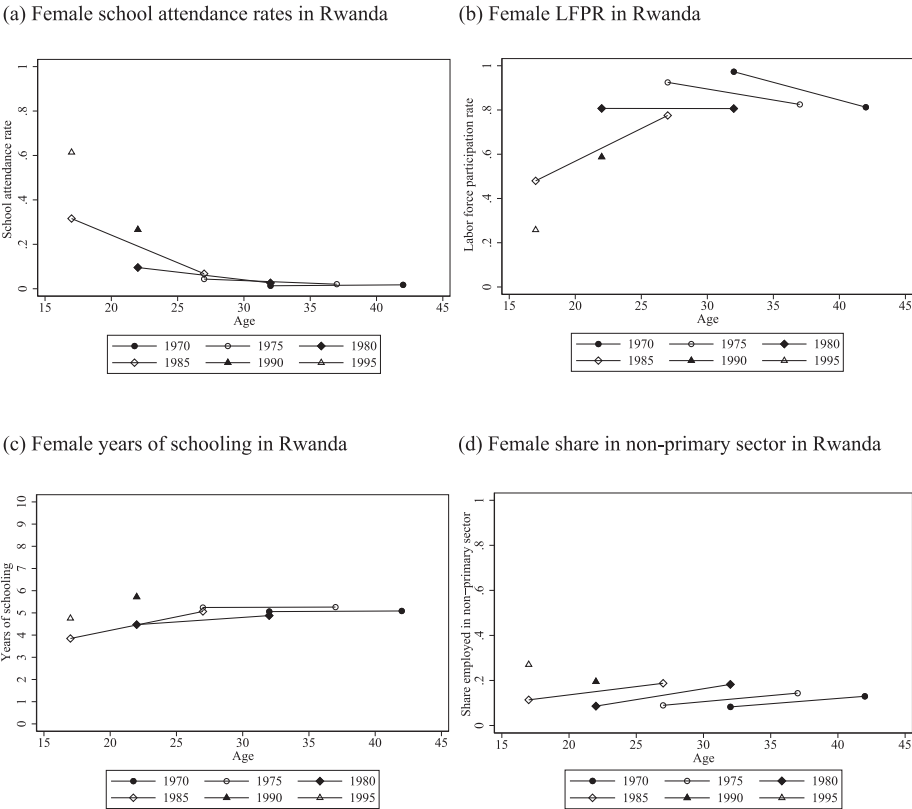 (a) Female school attendance rates in Rwanda
School attendance rate
1
.8
.6
.4
.2
0
15 20 25 30 35 40 45
Age
1970 1975 1980
1985 1990 1995
(b) Female LFPR in Rwanda
Labor force participation rate
1
.8
.6
.4
.2
0
15 20 25 30 35 40 45
Age
1970 1975 1980
1985 1990 1995
(c) Female years of schooling in Rwanda
Years of schooling
10
9
8
7
6
5
4
3
2
1
0
15 20 25 30 35 40 45
Age
1970 1975 1980
1985 1990 1995
(d) Female share in non-primary sector in Rwanda
Share employed in non−primary sector
1
.8
.6
.4
.2
0
15 20 25 30 35 40 45
Age
1970 1975 1980
1985 1990 1995